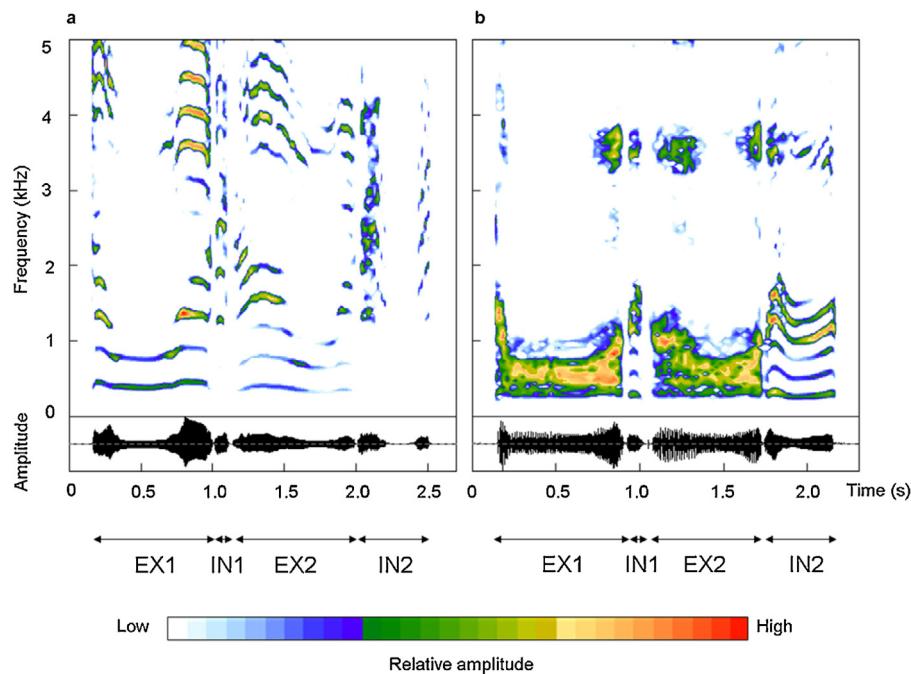 a
b
5
4
3
2
1
0
Frequency (kHz)
Amplitude
0 0.5 1.0 1.5 2.0 2.5
0 0.5 1.0 1.5 2.0 Time (s)
EX1 IN1 EX2 IN2
EX1 IN1 EX2 IN2
Low High
Relative amplitude